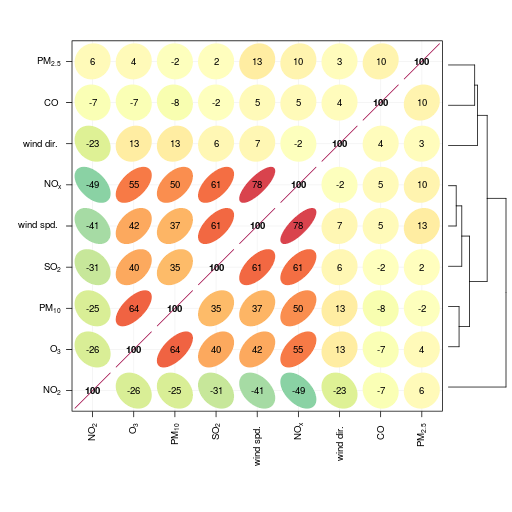 PM2.5 6 4 -2 2 13 10 3 10 100
CO -7 -7 -8 -2 5 5 4 100 10
wind dir. -23 13 13 6 7 -2 100 4 3
NOx -49 55 50 61 78 100 -2 5 10
wind spd. -41 42 37 61 100 78 7 5 13
SO2 -31 40 35 100 61 61 6 -2 2
PM10 -25 64 100 35 37 50 13 -8 -2
O3 -26 100 64 40 42 55 13 -7 4
NO2 100 -26 -25 -31 -41 -49 -23 -7 6
NO2 O3 PM10 SO2 wind spd. NOx wind dir. CO PM2.5